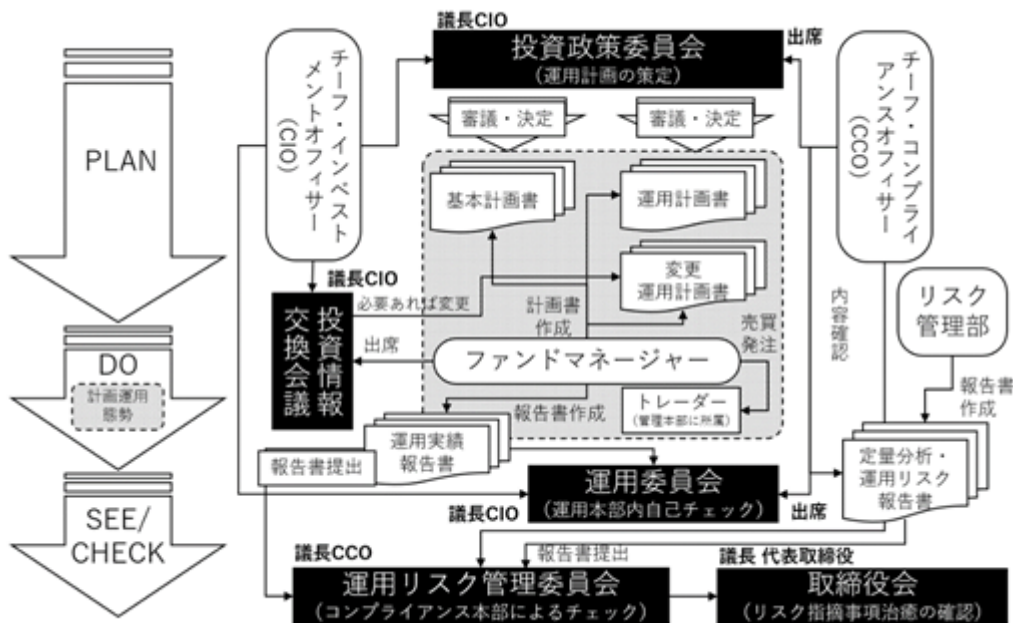 議長CIO
投資政策委員会
(運用計画の策定)
出席
チーフ・インベスト
メントオフィサー
(CIO)
チーフ・コンプライ
アンスオフィサー
(CCO)
PLAN
審議・決定
審議・決定
基本計画書
運用計画書
変更
運用計画書
議長CIO
投資情報
交換会議
必要あれば変更
計画書
作成
売買
発注
内容確認
リスク
管理部
出席
ファンドマネージャー
DO
計画運用
態勢
報告書作成
トレーダー
(管理本部に所属)
報告書
作成
運用実績
報告書
報告書提出
定量分析・
運用リスク
報告書
運用委員会
(運用本部内自己チェック)
議長CIO
出席
SEE/
CHECK
議長CCO
報告書提出
議長 代表取締役
運用リスク管理委員会
(コンプライアンス本部によるチェック)
取締役会
(リスク指摘事項治癒の確認)